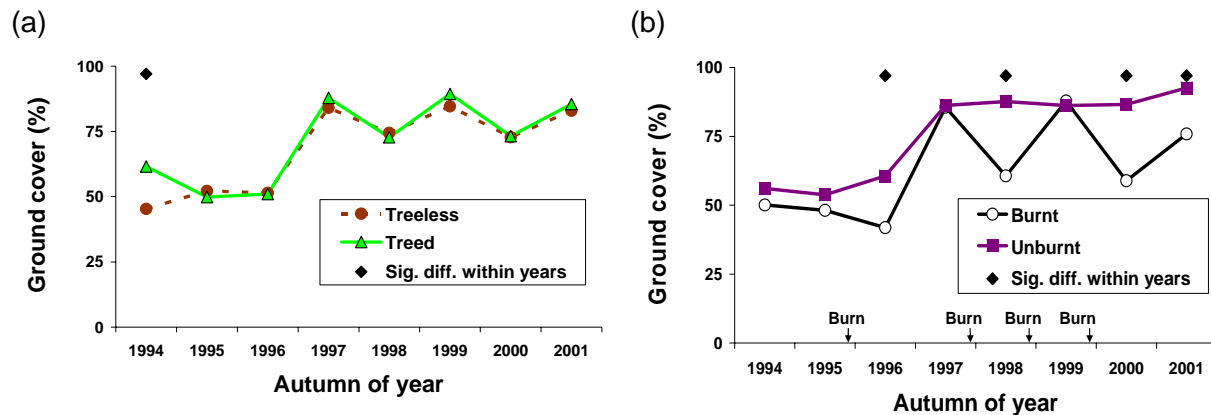 (a)
Ground cover (%)
100
75
50
25
0
Treeless
Treed
Sig. diff. within years
1994 1995 1996 1997 1998 1999 2000 2001
Autumn of year
(b)
Ground cover (%)
100
75
50
25
0
Burnt
Unburnt
Sig. diff. within years
Burn Burn Burn Burn
1994 1995 1996 1997 1998 1999 2000 2001
Autumn of year